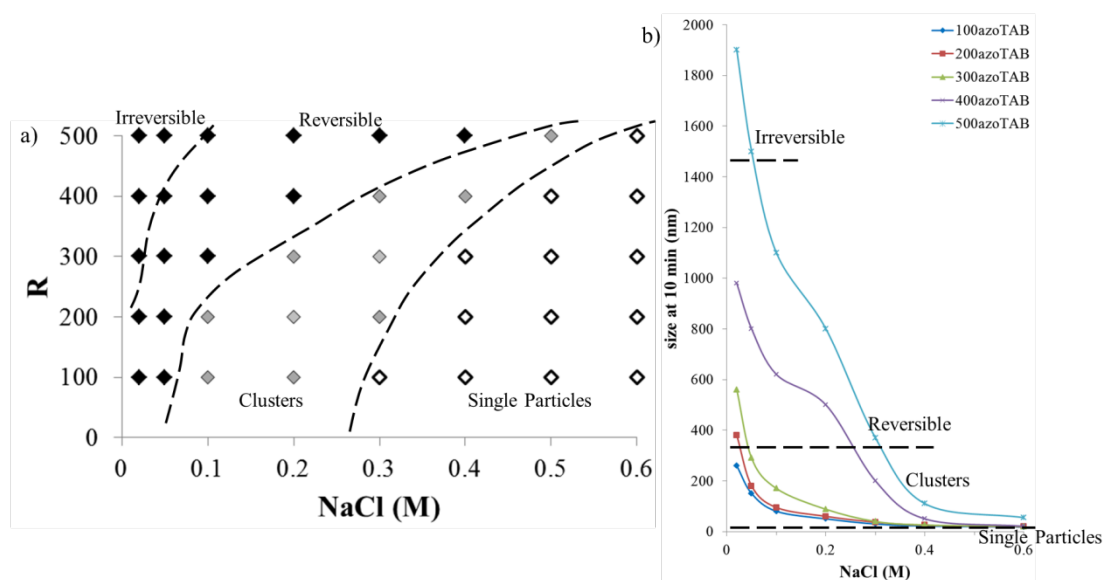 a)
Irreversible
Reversible
500
400
300
200
100
0
R
Clusters
Single Particles
0
0.1
0.2
0.3
0.4
0.5
0.6
NaCl (M)
b)
2000
1800
1600
1400
1200
1000
800
600
400
200
0
size at 10 min (nm)
100azoTAB
200azoTAB
300azoTAB
400azoTAB
500azoTAB
Irreversible
Reversible
Clusters
Single Particles
0
0.2
0.4
0.6
NaCl (M)